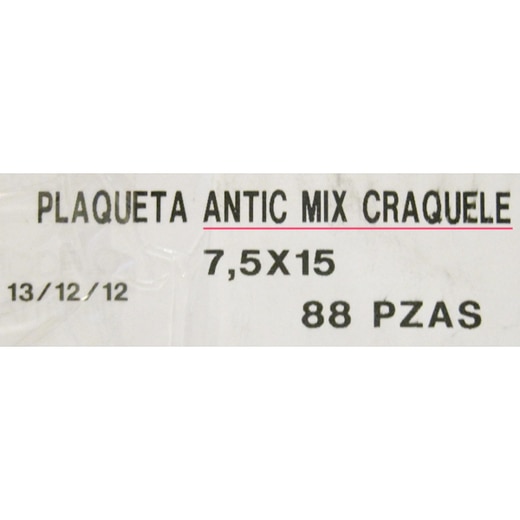 PLAQUETA ANTIC MIX CRAQUELE
7,5X15
13/12/12
88 PZAS